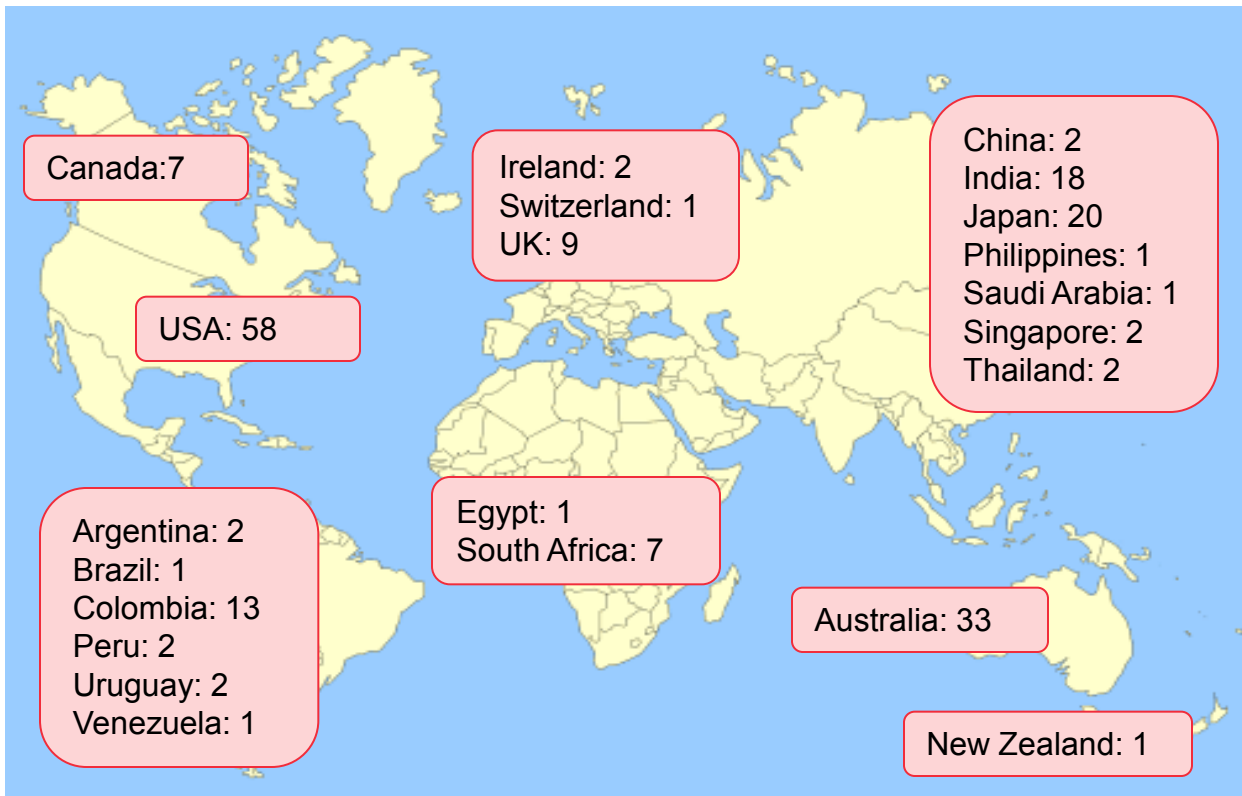 Canada:7
USA: 58
Argentina: 2
Brazil: 1
Colombia: 13
Peru: 2
Uruguay: 2
Venezuela: 1
Ireland: 2
Switzerland: 1
UK: 9
Egypt: 1
South Africa: 7
China: 2
India: 18
Japan: 20
Philippines: 1
Saudi Arabia: 1
Singapore: 2
Thailand: 2
Australia: 33
New Zealand: 1